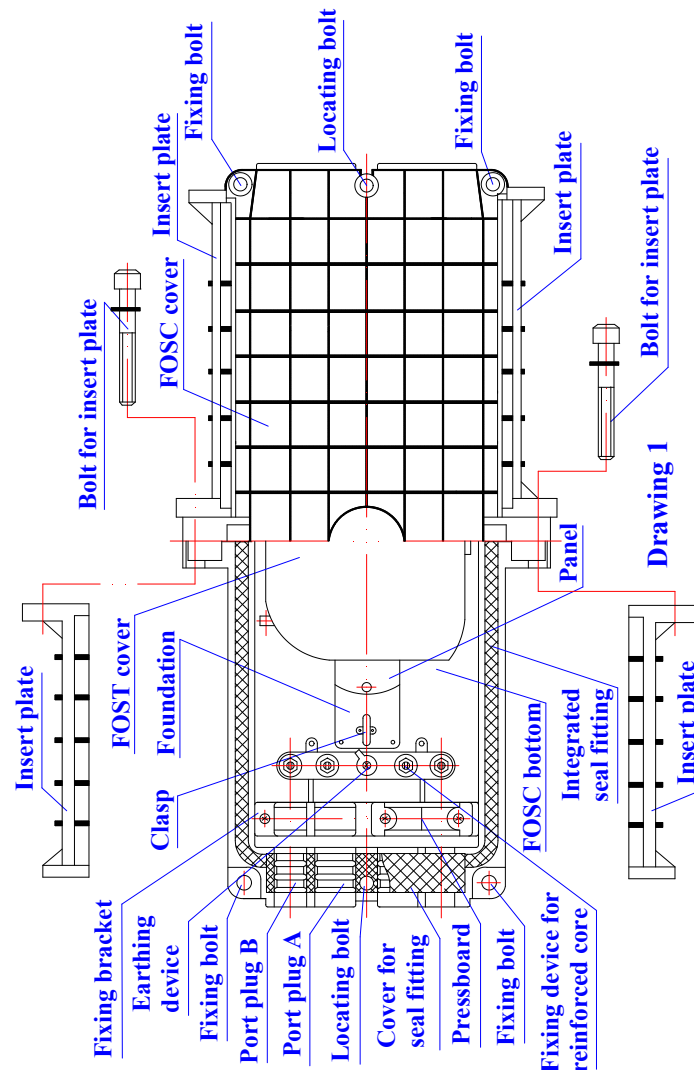 Fixing bolt
Locating bolt
Fixing bolt
Insert plate
Insert plate
Bolt for insert plate
FOSC cover
Bolt for insert plate
Drawing 1
Panel
Insert plate
FOST cover
Foundation
Clasp
FOSC bottom
Integrated
seal fitting
Insert plate
Fixing bracket
Earthing
device
Fixing bolt
Port plug B
Port plug A
Locating bolt
Cover for
seal fitting
Pressboard
Fixing bolt
Fixing device for
reinforced core